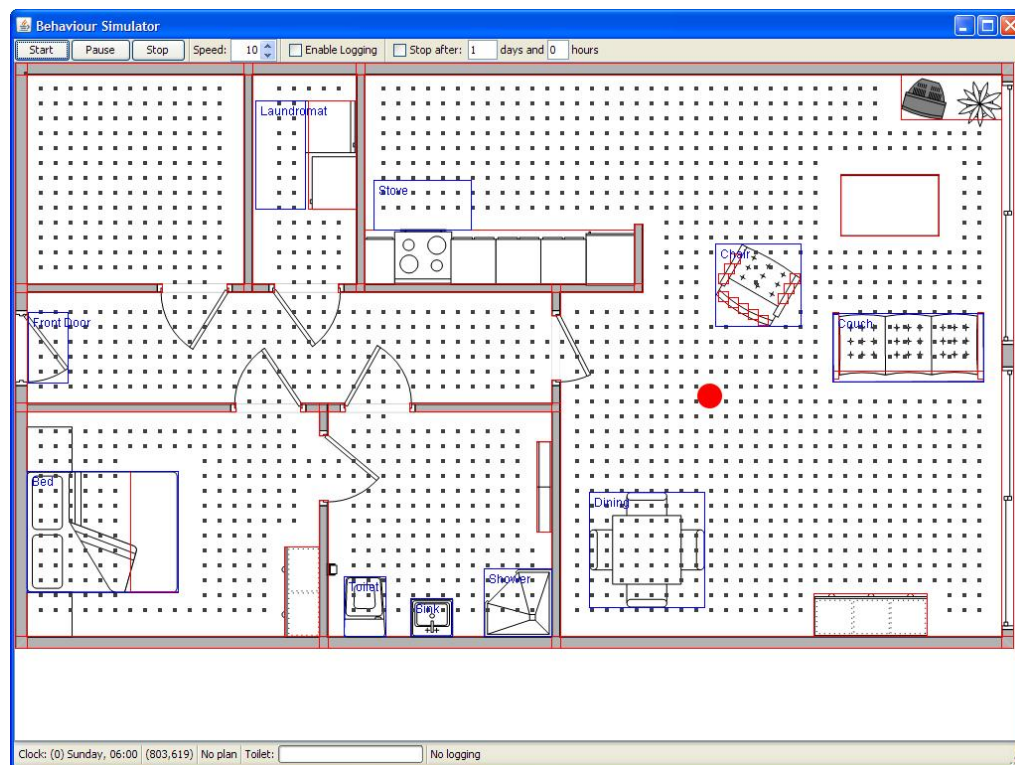 Behaviour Simulator
Start Pause Stop Speed: 10 Enable Logging Stop after: 1 days and 0 hours
Laundromat
Stove
Chair
Front Door
Couch
Bed
Dining
Toilet
Shower
Sink
Clock: (0) Sunday, 06:00 (803,619) No plan Toilet: No logging